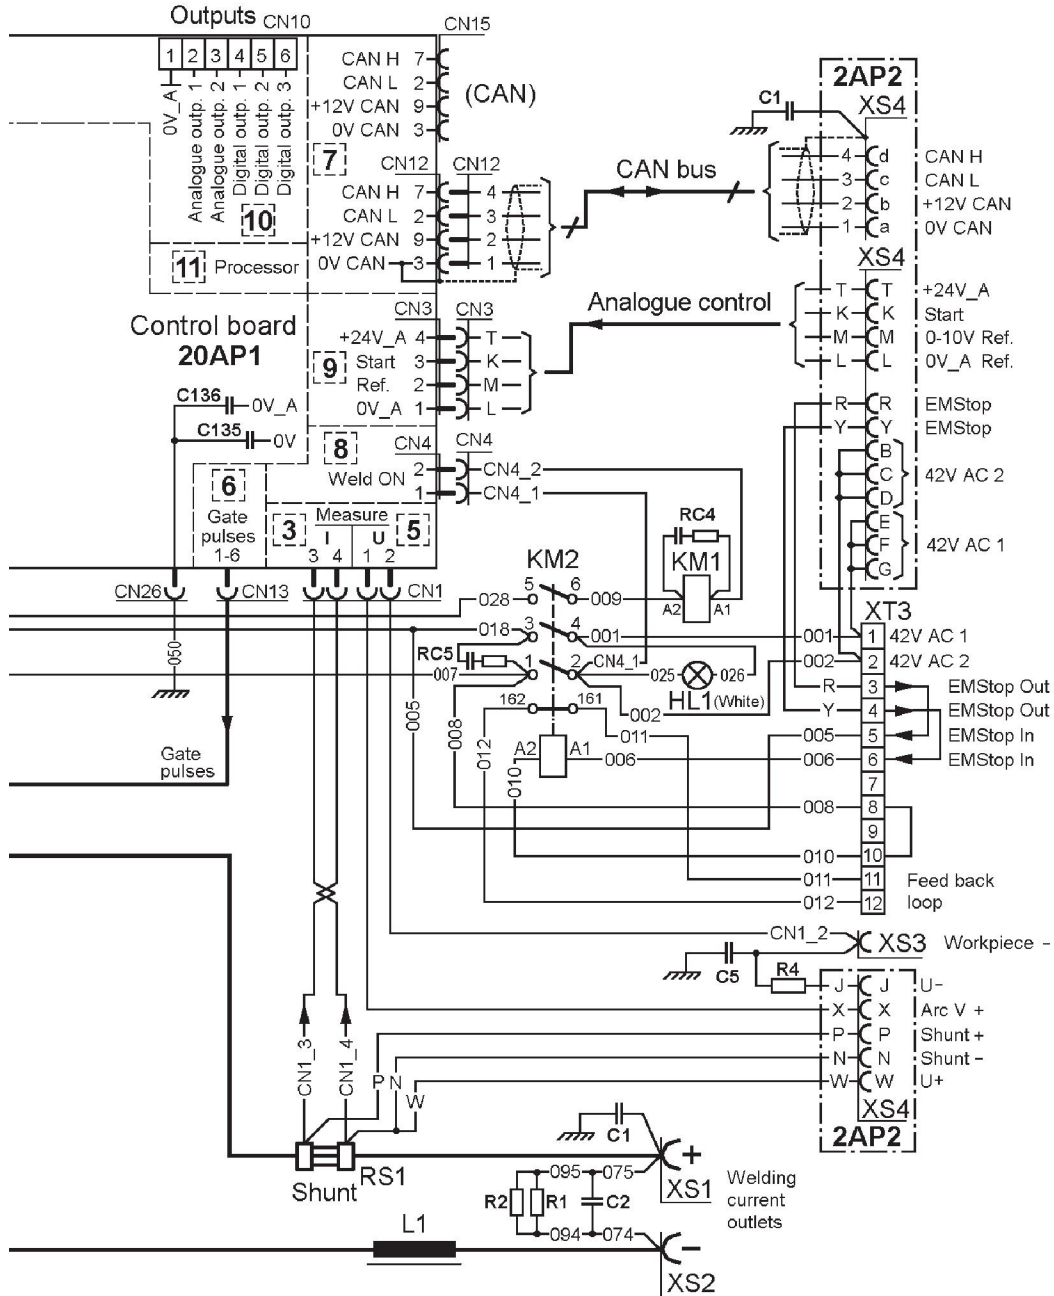 Outputs CN10
1 2 3 4 5 6
0V_A
Analogue outp. 1
Analogue outp. 2
Digital outp. 1
Digital outp. 2
Digital outp. 3
10
7
11 Processor
CN15
CAN H 7
CAN L 2
+12V CAN 9
0V CAN 3
(CAN)
CN12 CN12
CAN H 7 4
CAN L 2 3
+12V CAN 9 2
0V CAN 3 1
CAN bus
2AP2
C1
XS4
4 d CAN H
3 c CAN L
2 b +12V CAN
1 a 0V CAN
XS4
T T +24V_A
K K Start
M M 0-10V Ref.
L L 0V_A Ref.
R R EMStop
Y Y EMStop
B
C 42V AC 2
D
E
F 42V AC 1
G
Analogue control
Control board
20AP1
9
CN3 CN3
+24V_A 4 T
Start 3 K
Ref. 2 M
0V_A 1 L
C136 0V_A
C135 0V
8
CN4 CN4
Weld ON 2 CN4_2
1 CN4_1
6
Gate
pulses
1-6
3 Measure 5
I U
3 4 1 2
CN26 CN13 CN1
RC4
KM2 KM1
A2 A1
028 5 6 009
018 3 4 001 001
RC5
007 1 2 CN4_1
025 026
HL1 (White)
002 002
162 161
011
A2 A1
006 006
050
005
008
012
010
Gate
pulses
XT3
1 42V AC 1
2 42V AC 2
R 3 EMStop Out
Y 4 EMStop Out
005 5 EMStop In
6 EMStop In
7
008 8
9
010 10
011 11 Feed back
012 12 loop
CN1_2 XS3 Workpiece –
C5
R4
J J U–
X X Arc V +
P P Shunt +
N N Shunt –
W W U+
XS4
2AP2
CN1_3
CN1_4
P N
W
RS1
Shunt
C1
+
XS1
Welding
current
outlets
095 075
R2 R1 C2
094 074
L1
–
XS2